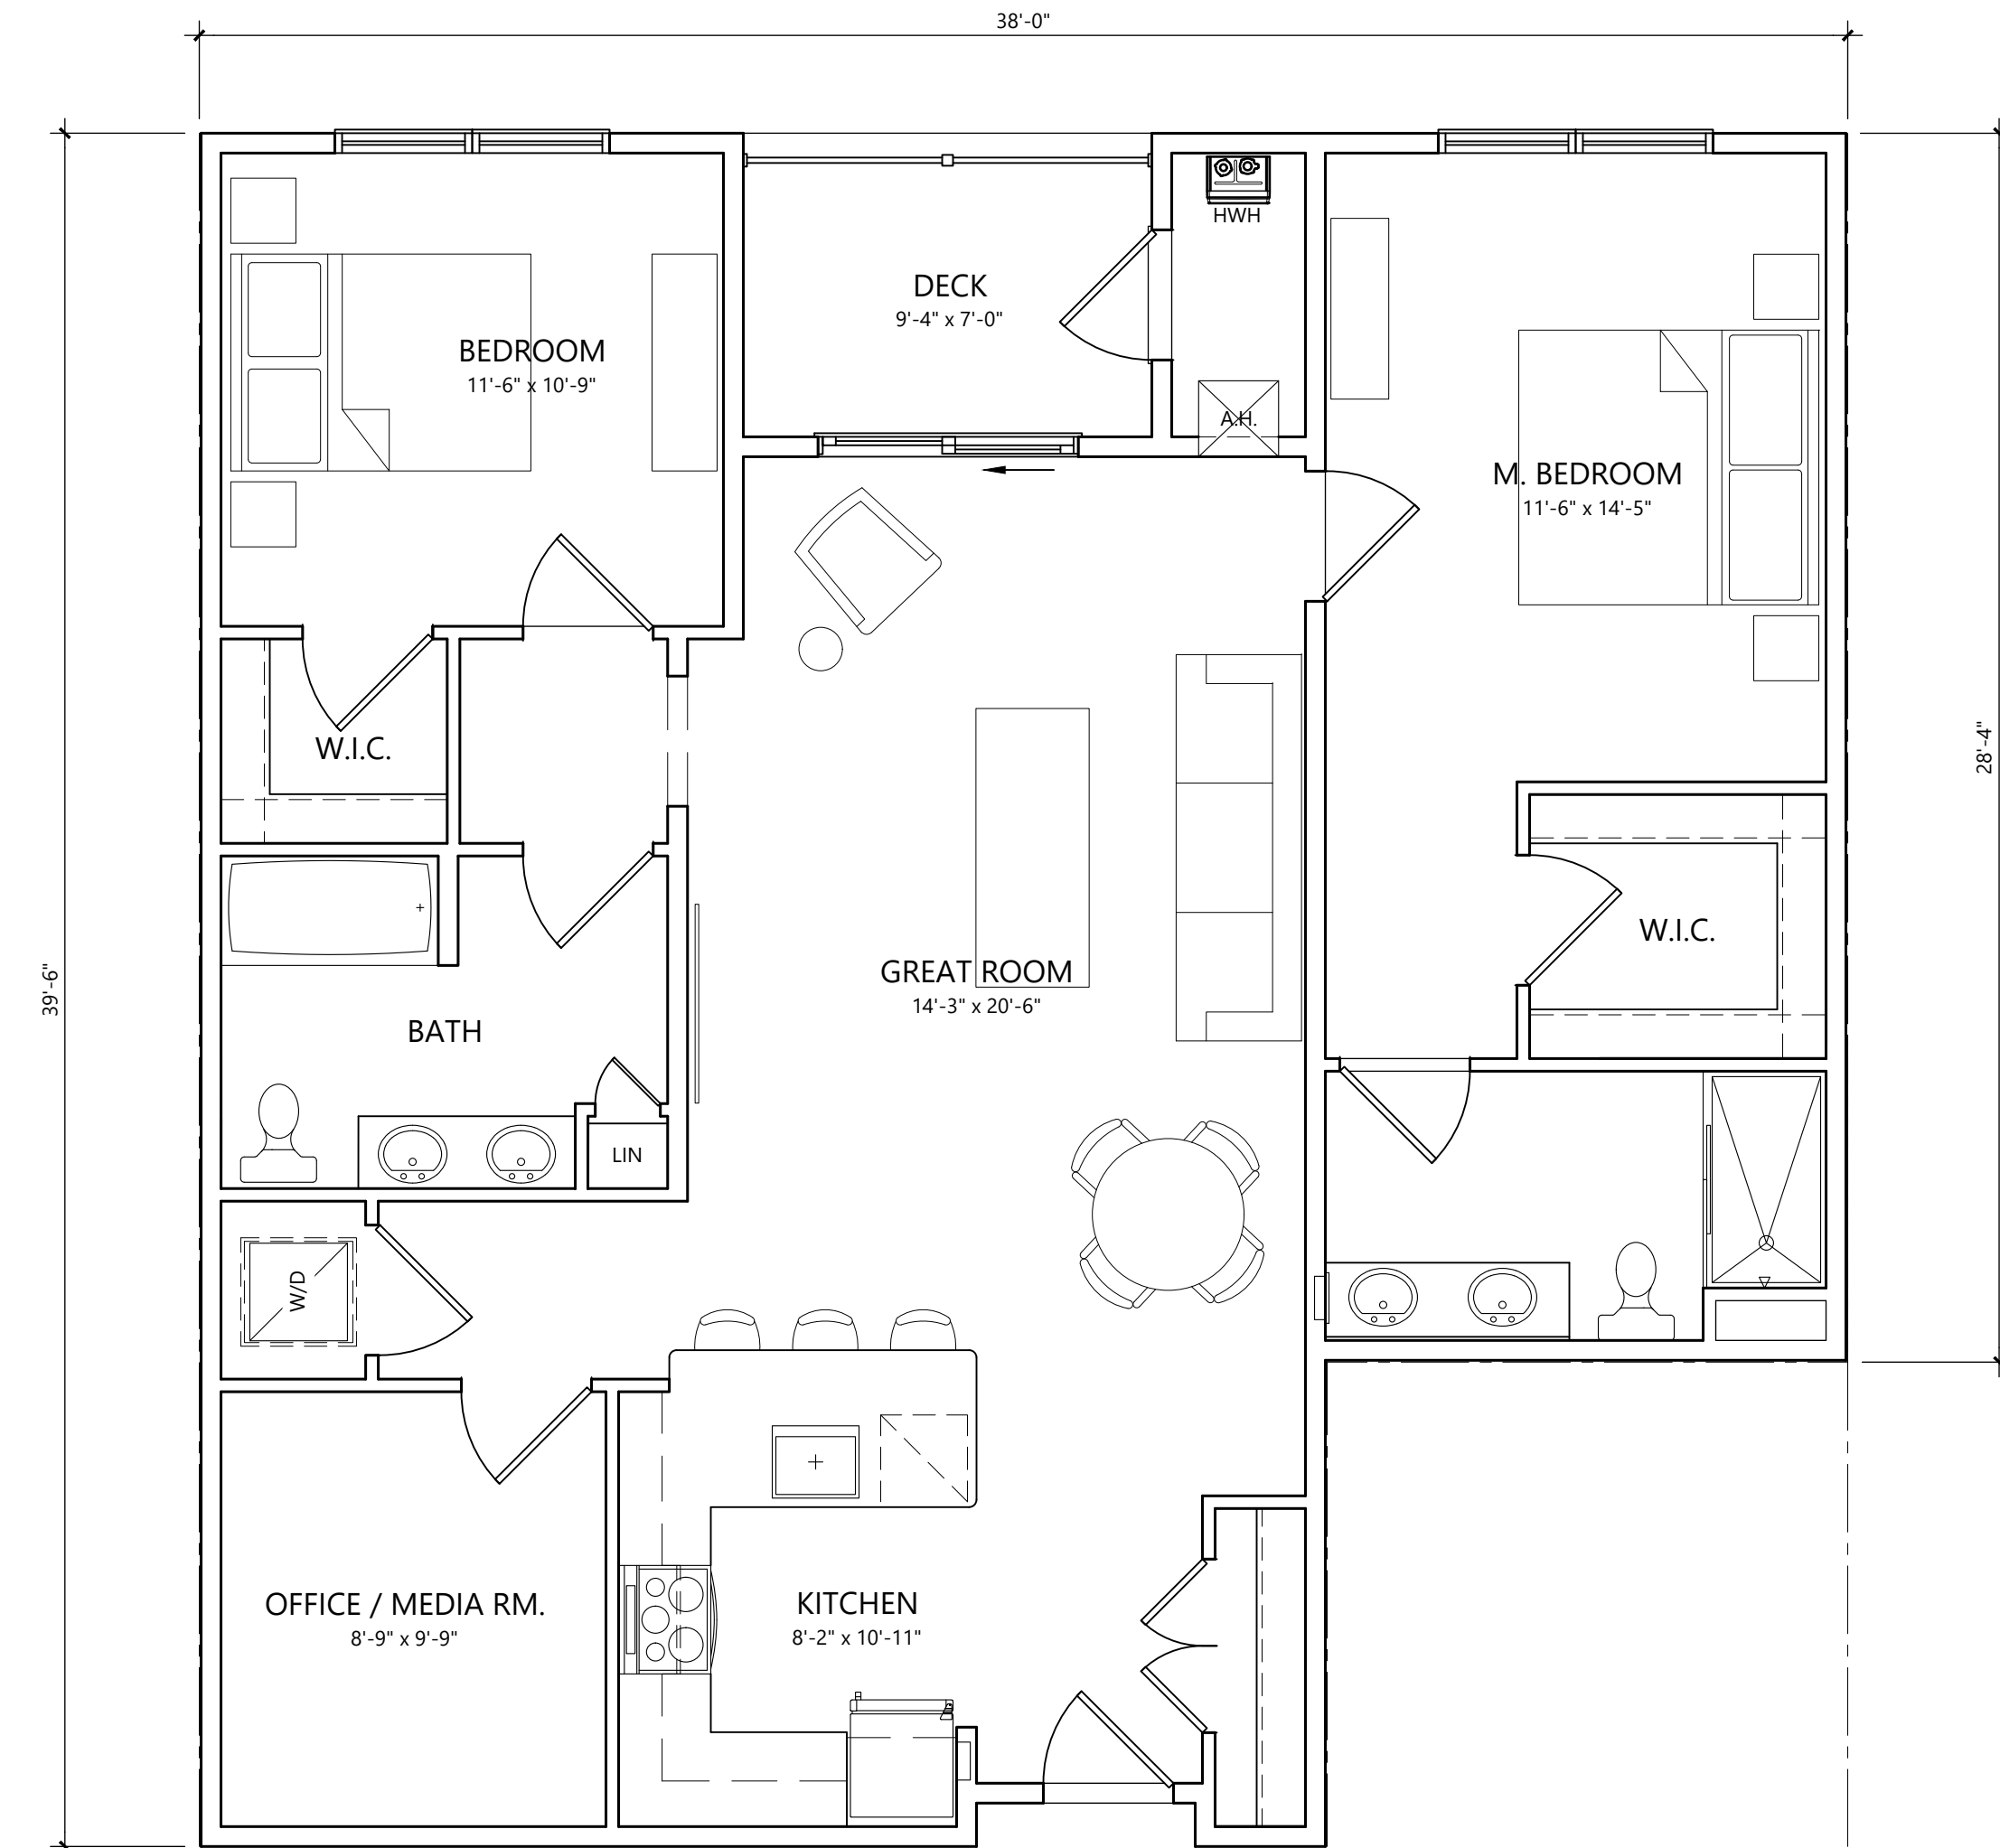 38'-0"
HWH
DECK
9'-4" x 7'-0"
BEDROOM
11'-6" x 10'-9"
A.H.
M. BEDROOM
11'-6" x 14'-5"
W.I.C.
28'-4"
W.I.C.
39'-6"
GREAT ROOM
14'-3" x 20'-6"
BATH
LIN
W/D
OFFICE / MEDIA RM.
8'-9" x 9'-9"
KITCHEN
8'-2" x 10'-11"